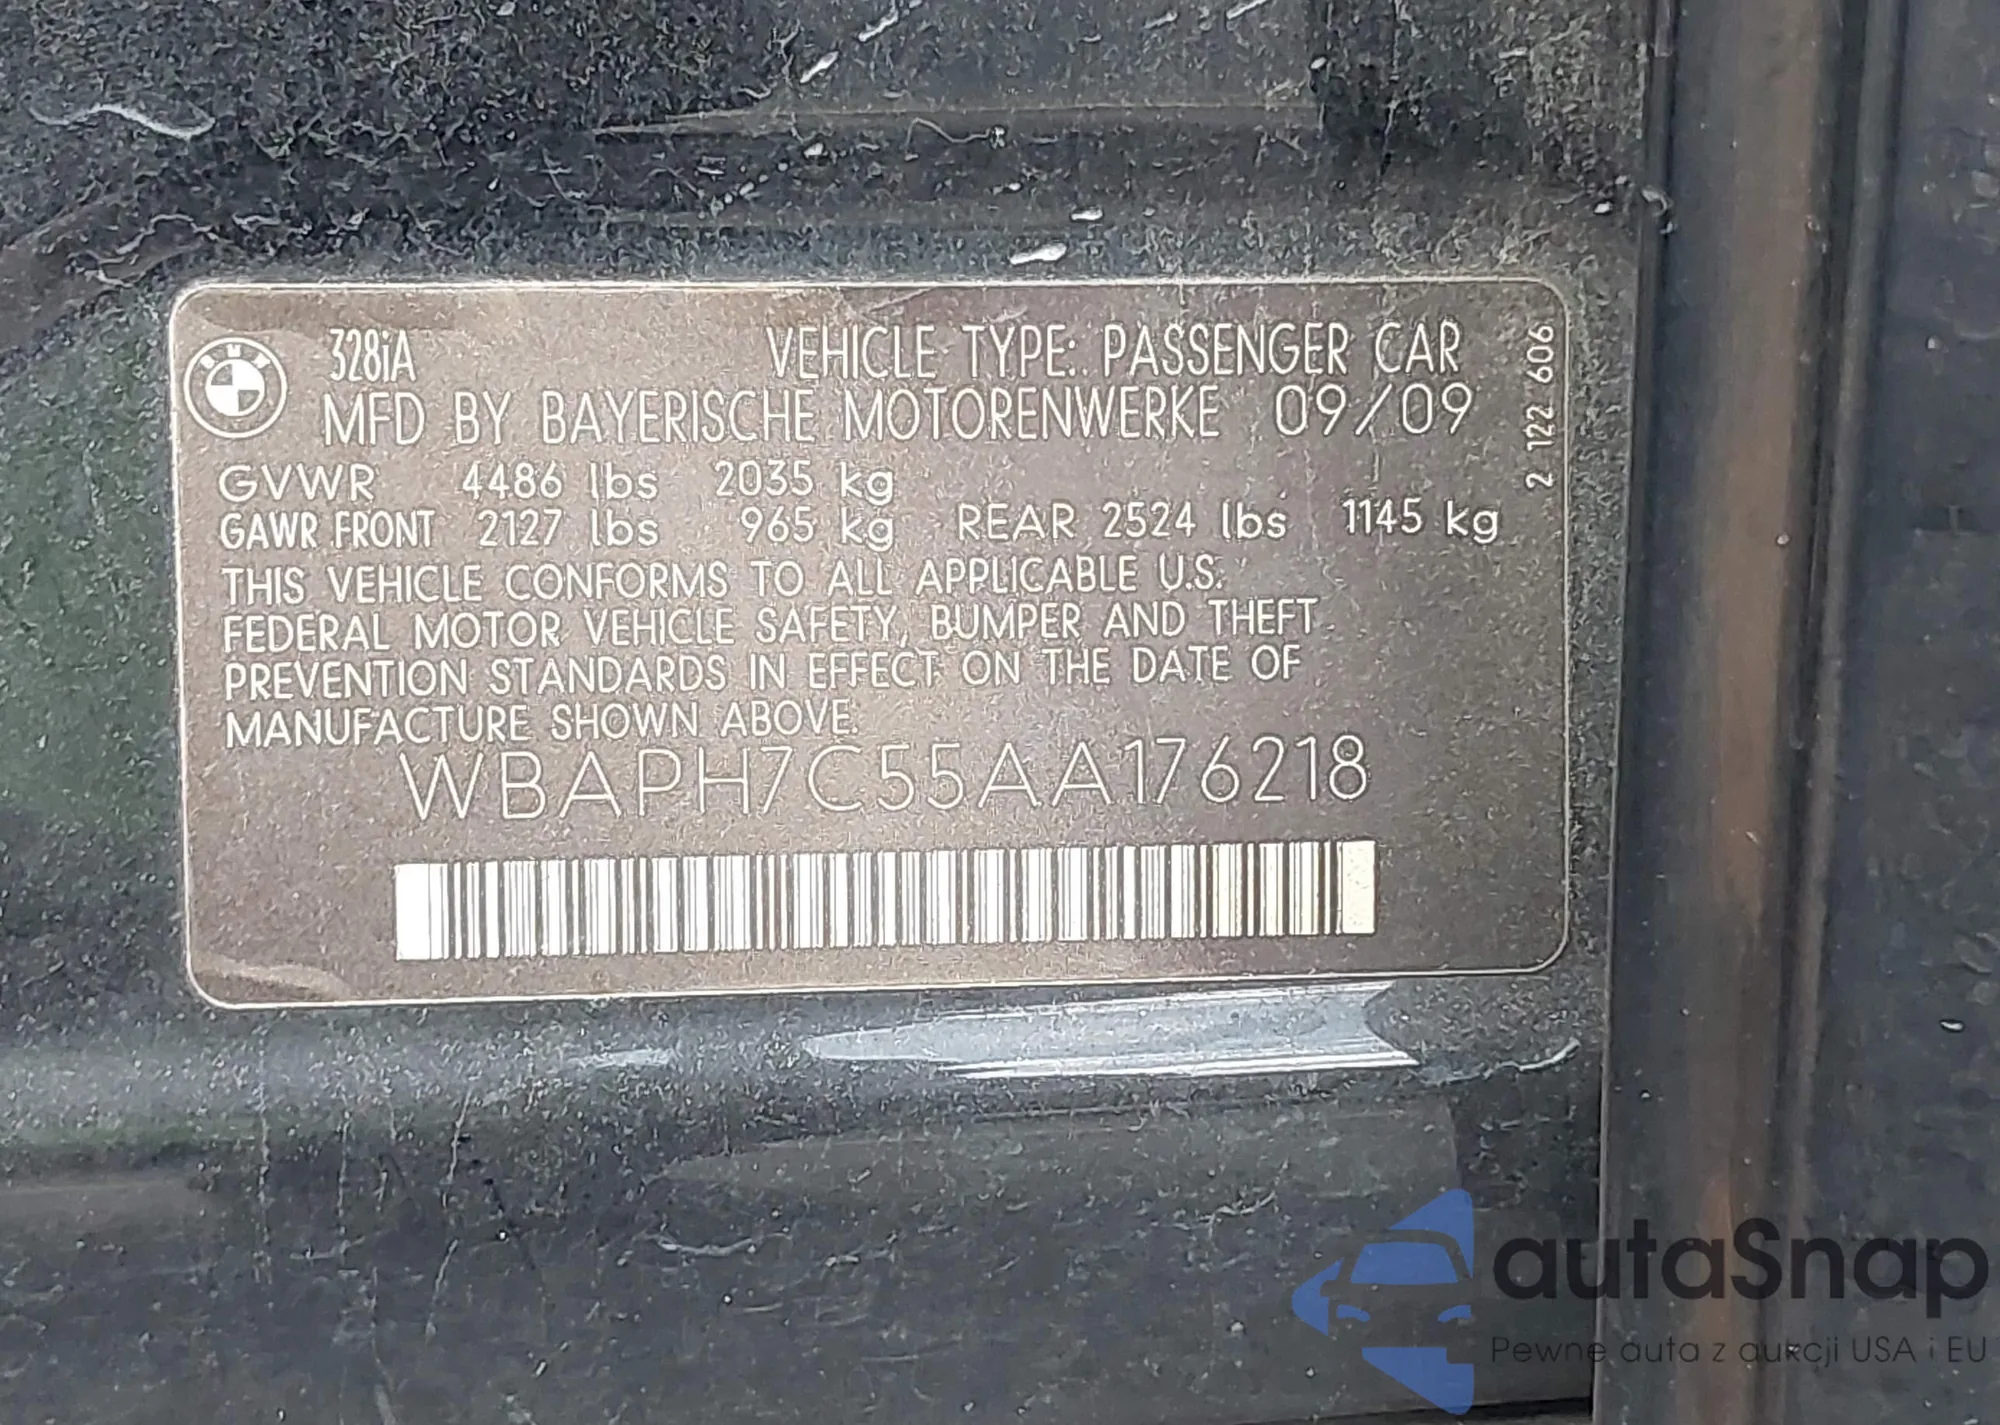 BMW
328iA VEHICLE TYPE: PASSENGER CAR
MFD BY BAYERISCHE MOTORENWERKE 09/09
GVWR 4486 lbs 2035 kg
GAWR FRONT 2127 lbs 965 kg REAR 2524 lbs 1145 kg
THIS VEHICLE CONFORMS TO ALL APPLICABLE U.S.
FEDERAL MOTOR VEHICLE SAFETY, BUMPER AND THEFT
PREVENTION STANDARDS IN EFFECT ON THE DATE OF
MANUFACTURE SHOWN ABOVE.
WBAPH7C55AA176218
2 122 606
autaSnap
Pewne auta z aukcji USA i EU